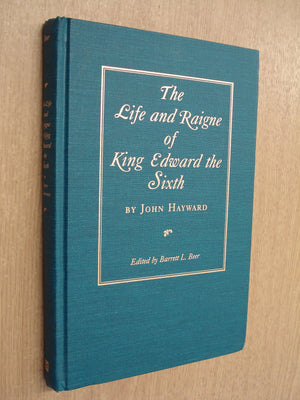 The
Life and Raigne
of
King Edward the
Sixth
BY JOHN HAYWARD
Edited by Barrett L. Beer